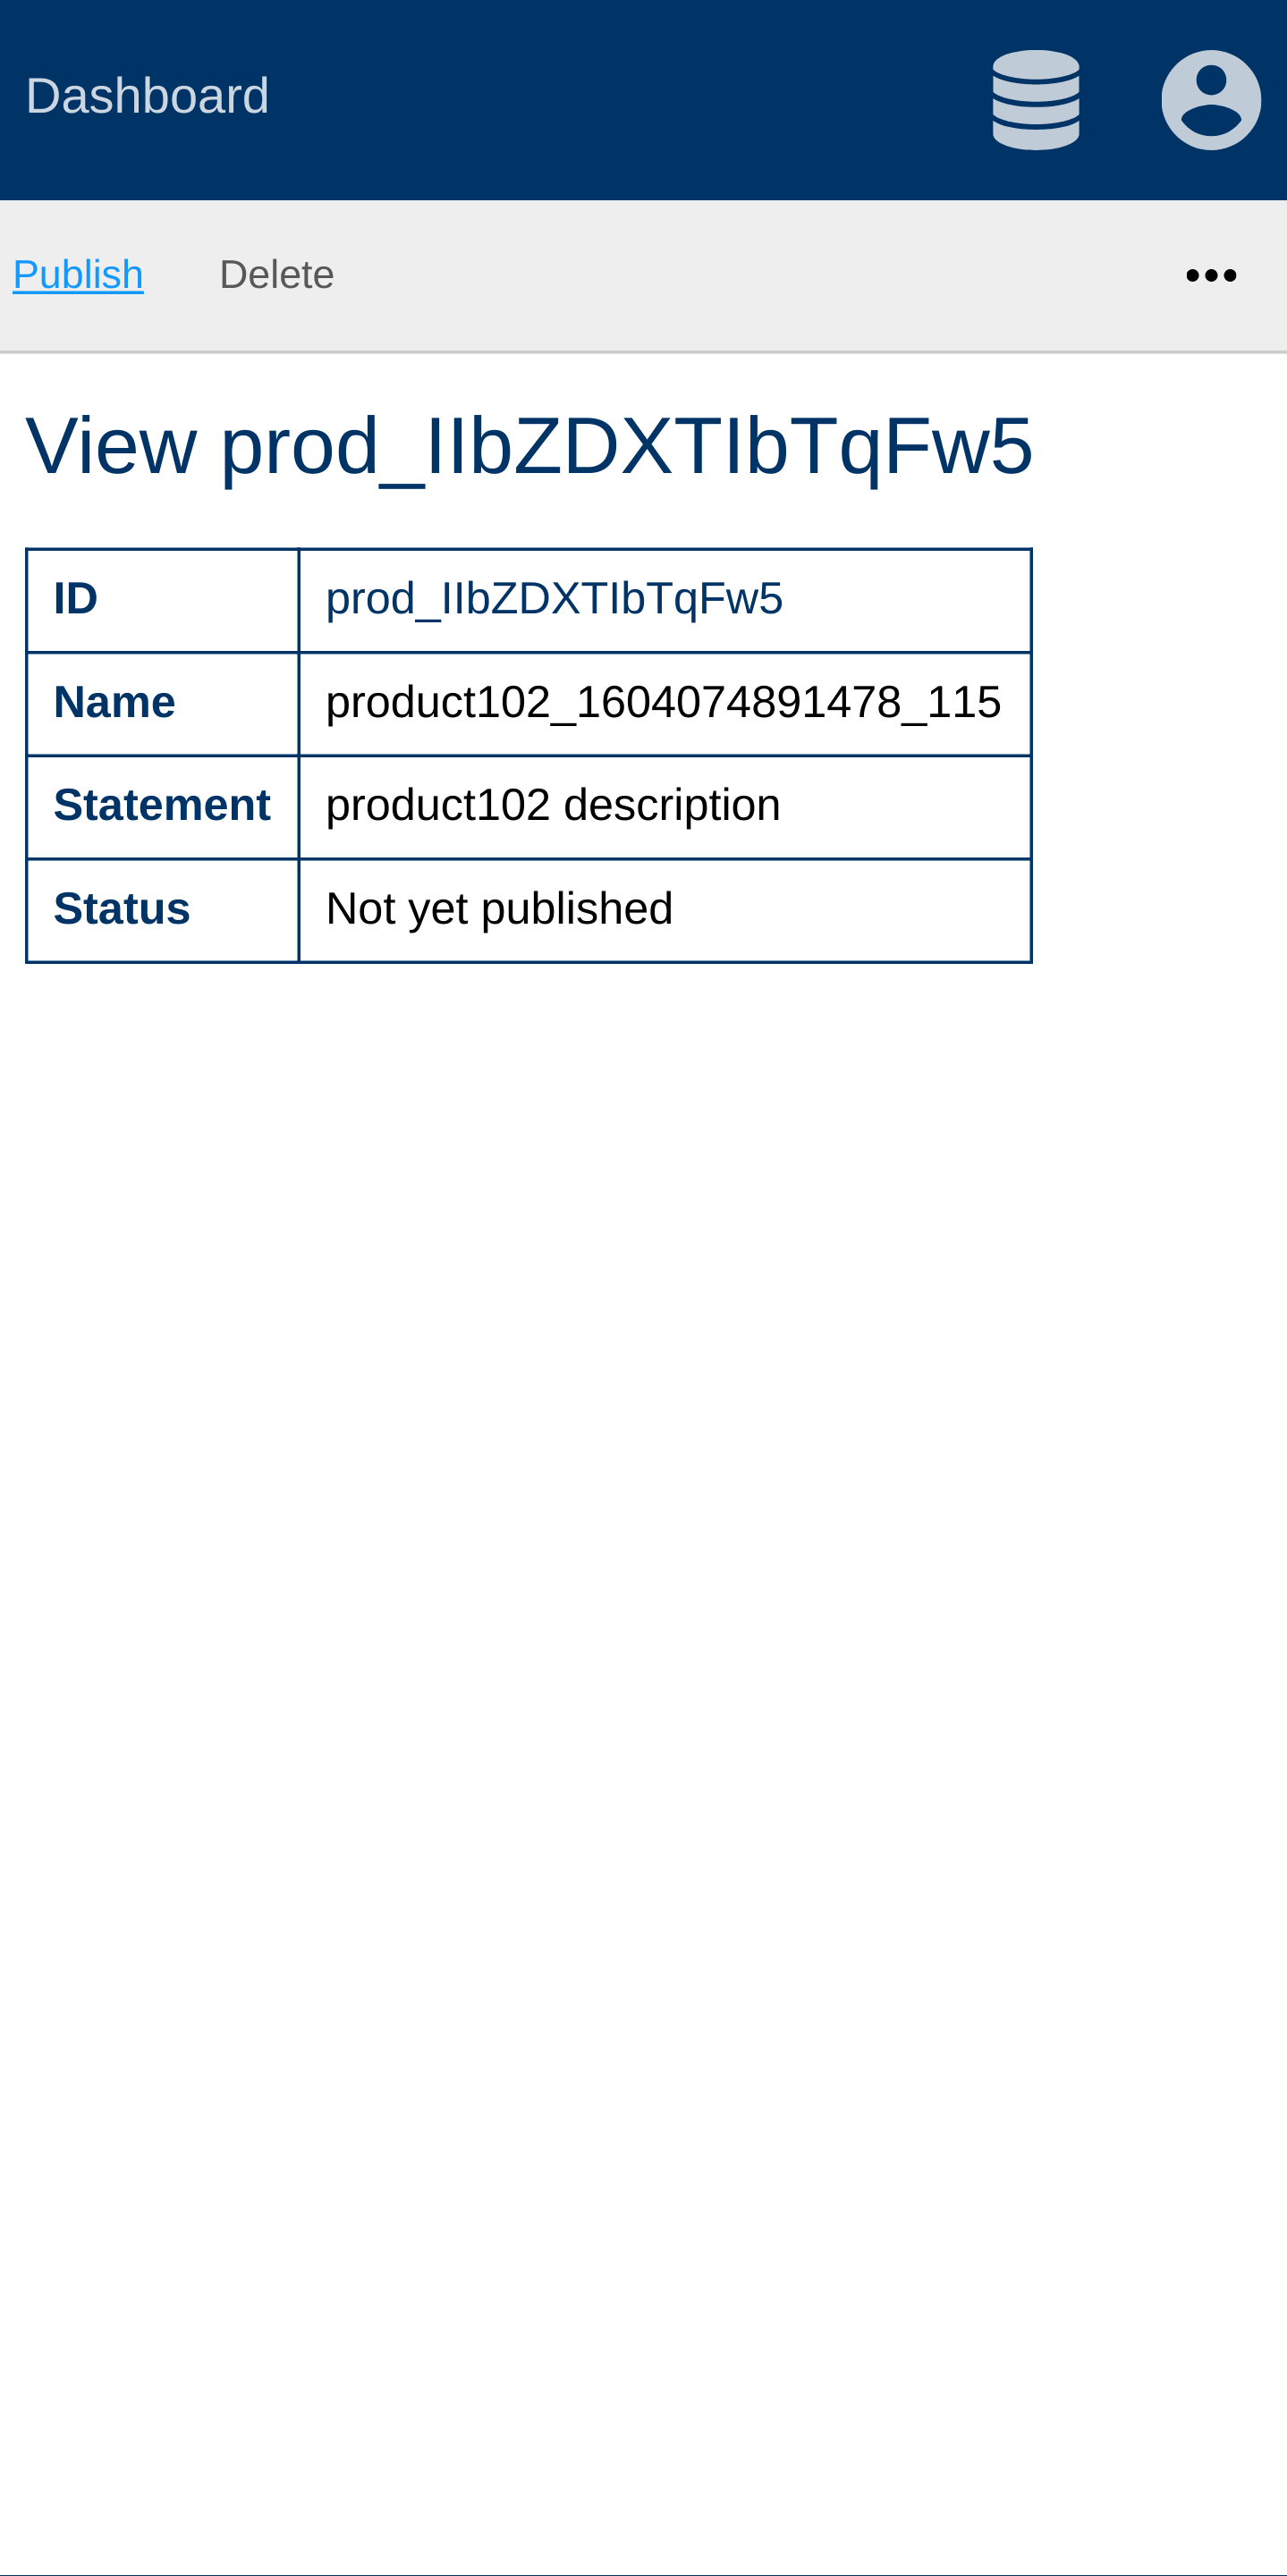 Dashboard
Publish Delete
View prod_IIbZDXTIbTqFw5
ID prod_IIbZDXTIbTqFw5
Name product102_1604074891478_115
Statement product102 description
Status Not yet published